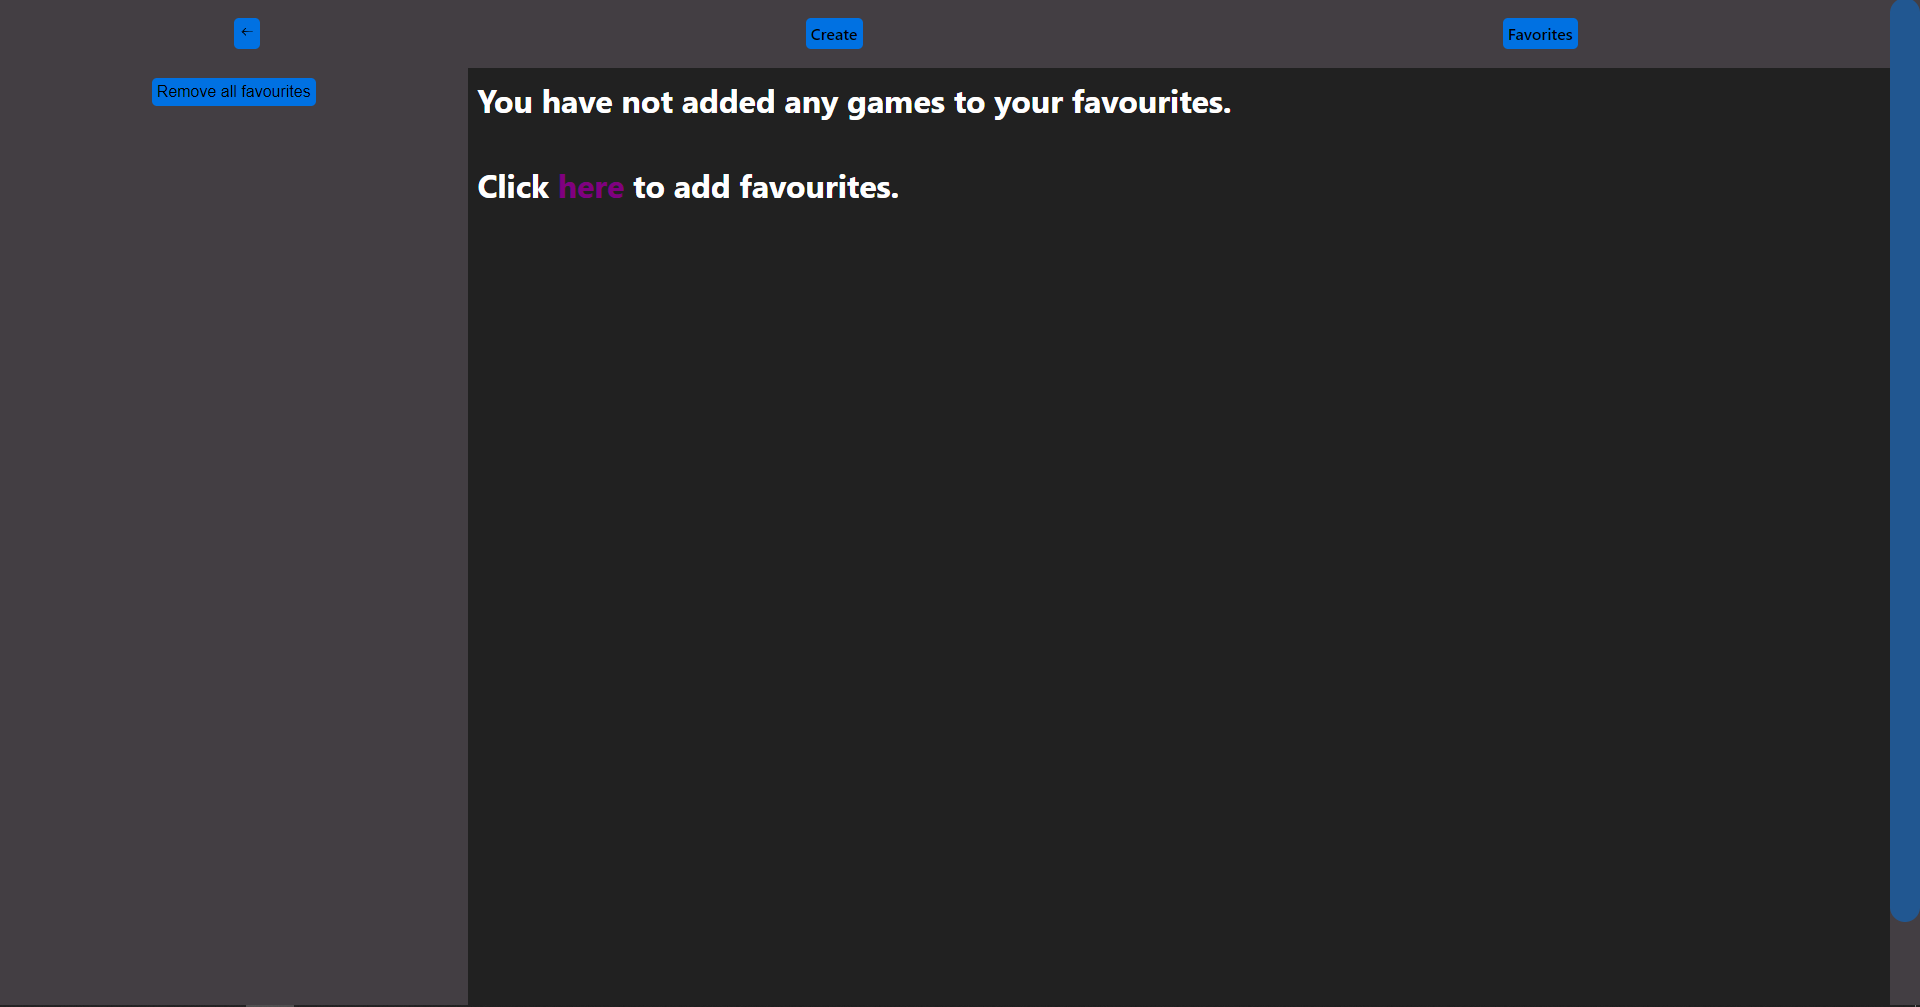 ← Create Favorites
Remove all favourites
You have not added any games to your favourites.
Click here to add favourites.